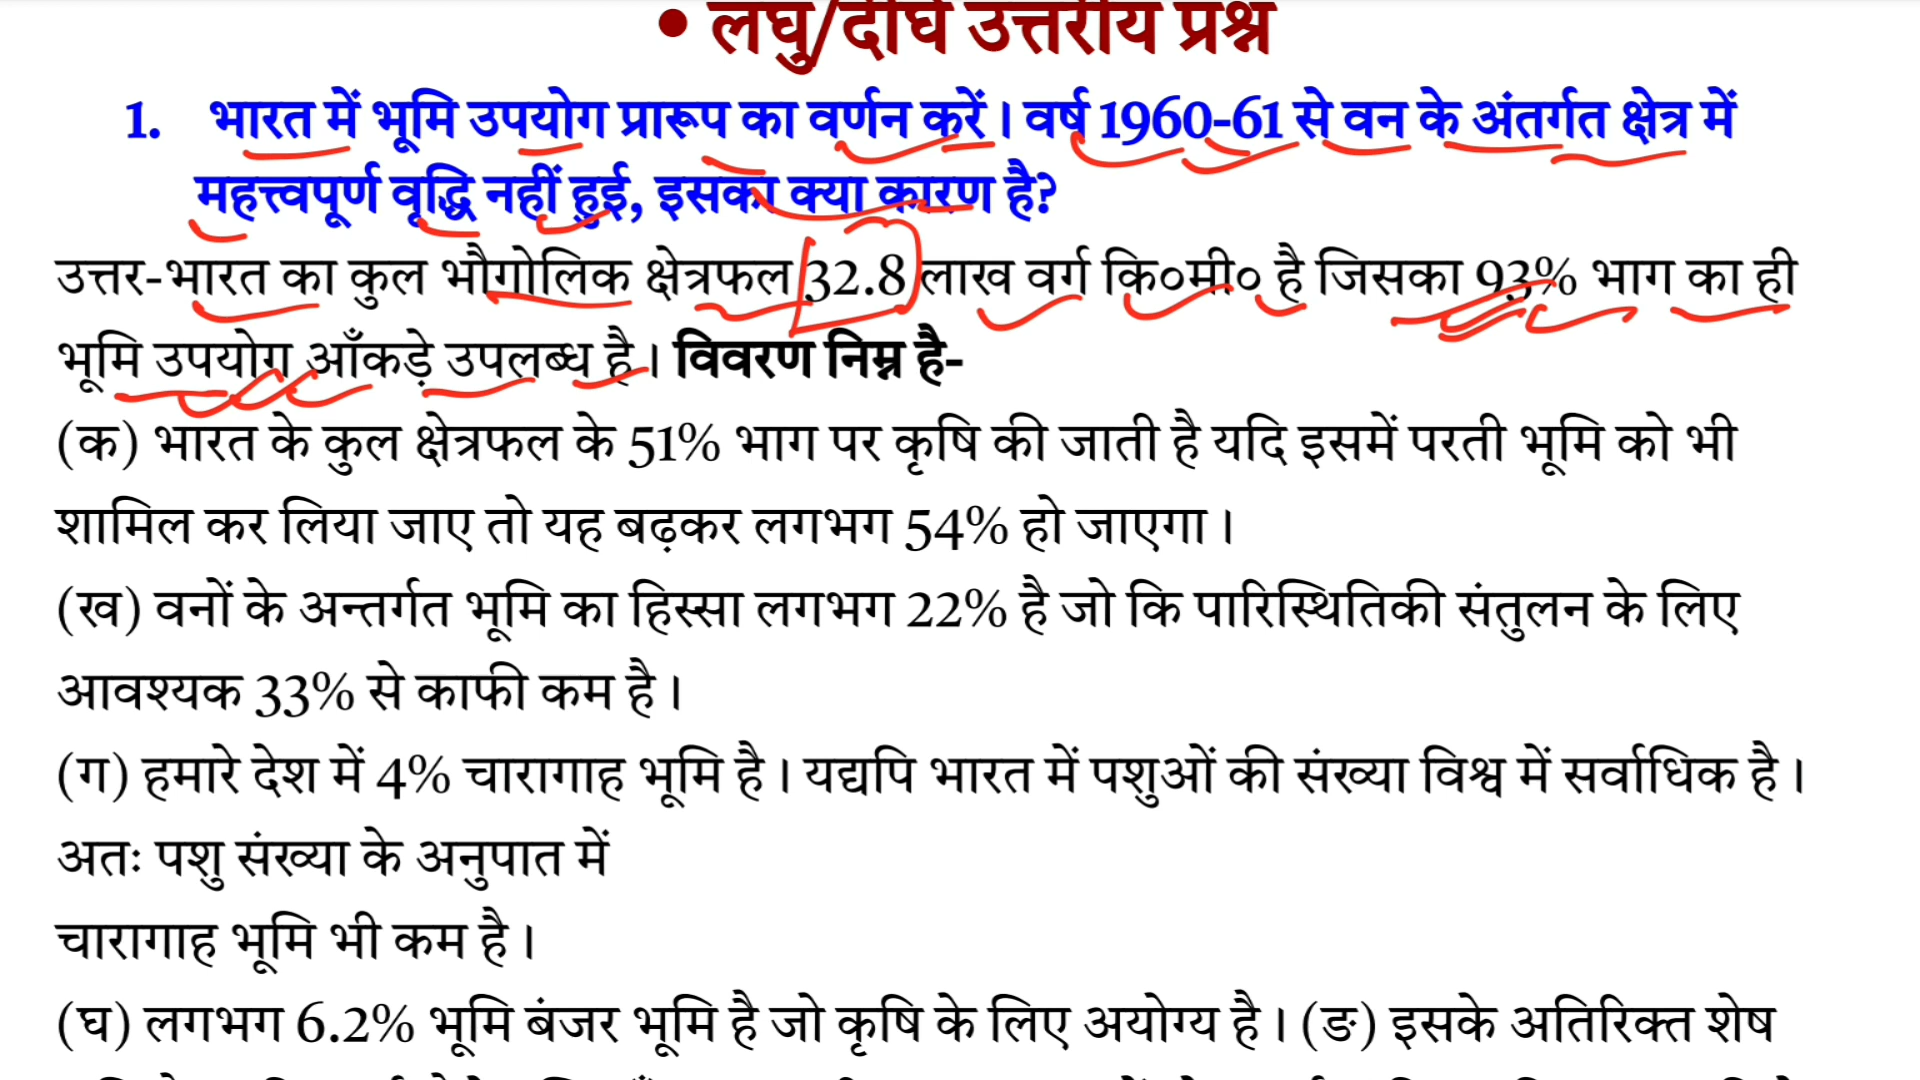 • लघु/दीर्घ उत्तरीय प्रश्न
1. भारत में भूमि उपयोग प्रारूप का वर्णन करें। वर्ष 1960-61 से वन के अंतर्गत क्षेत्र में
महत्त्वपूर्ण वृद्धि नहीं हुई, इसका क्या कारण है?
उत्तर-भारत का कुल भौगोलिक क्षेत्रफल 32.8 लाख वर्ग कि०मी० है जिसका 93% भाग का ही
भूमि उपयोग आँकड़े उपलब्ध है। विवरण निम्न है-
(क) भारत के कुल क्षेत्रफल के 51% भाग पर कृषि की जाती है यदि इसमें परती भूमि को भी
शामिल कर लिया जाए तो यह बढ़कर लगभग 54% हो जाएगा।
(ख) वनों के अन्तर्गत भूमि का हिस्सा लगभग 22% है जो कि पारिस्थितिकी संतुलन के लिए
आवश्यक 33% से काफी कम है।
(ग) हमारे देश में 4% चारागाह भूमि है। यद्यपि भारत में पशुओं की संख्या विश्व में सर्वाधिक है।
अतः पशु संख्या के अनुपात में
चारागाह भूमि भी कम है।
(घ) लगभग 6.2% भूमि बंजर भूमि है जो कृषि के लिए अयोग्य है। (ङ) इसके अतिरिक्त शेष